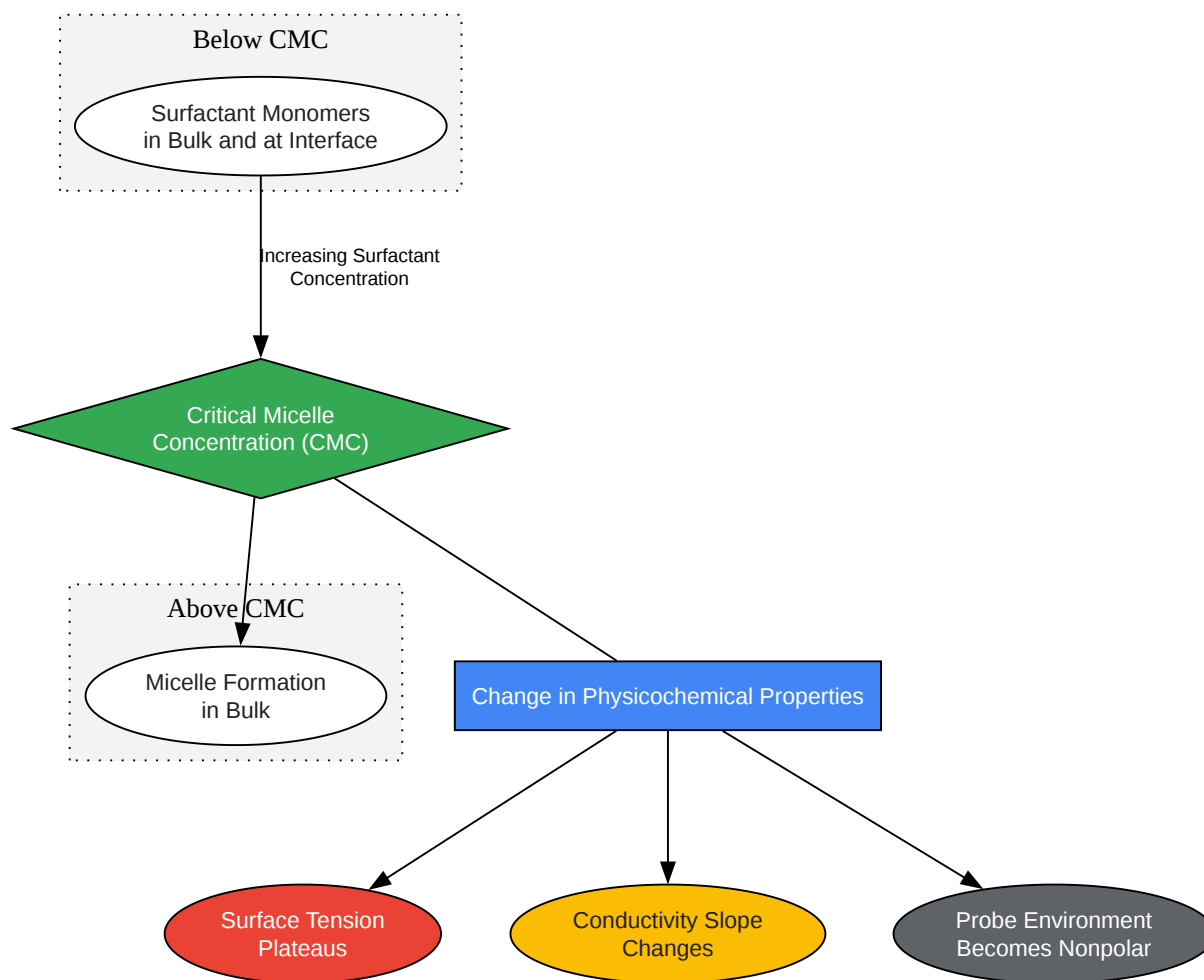 Below CMC
Surfactant Monomers
in Bulk and at Interface
Increasing Surfactant
Concentration
Critical Micelle
Concentration (CMC)
Above CMC
Micelle Formation
in Bulk
Change in Physicochemical Properties
Surface Tension
Plateaus
Conductivity Slope
Changes
Probe Environment
Becomes Nonpolar